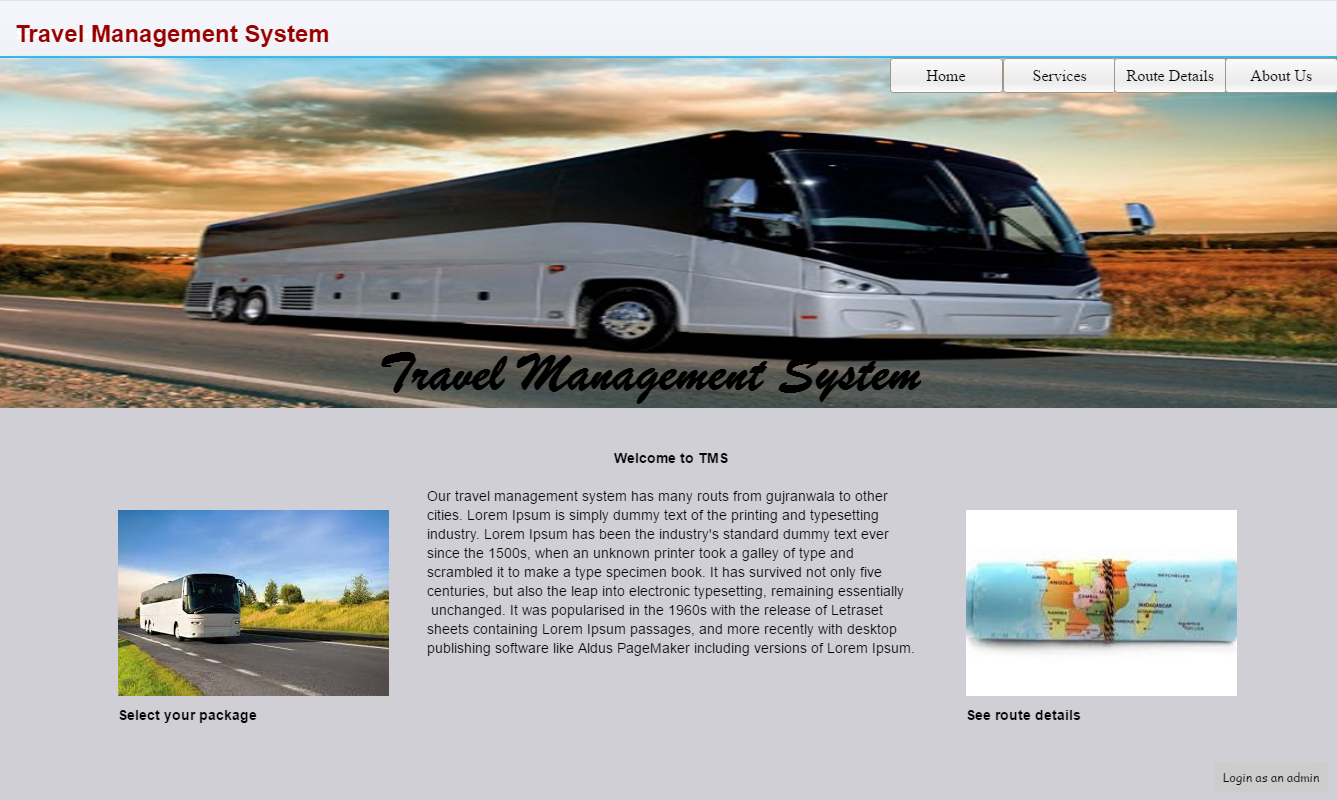 Travel Management System
Home
Services
Route Details
About Us
Travel Management System
Welcome to TMS
Our travel management system has many routs from gujranwala to other
cities. Lorem Ipsum is simply dummy text of the printing and typesetting
industry. Lorem Ipsum has been the industry's standard dummy text ever
since the 1500s, when an unknown printer took a galley of type and
scrambled it to make a type specimen book. It has survived not only five
centuries, but also the leap into electronic typesetting, remaining essentially
unchanged. It was popularised in the 1960s with the release of Letraset
sheets containing Lorem Ipsum passages, and more recently with desktop
publishing software like Aldus PageMaker including versions of Lorem Ipsum.
ANGOLA
ZAMBIA
SEYCHELLES
COMOROS
MADAGASCAR
Select your package
See route details
Login as an admin